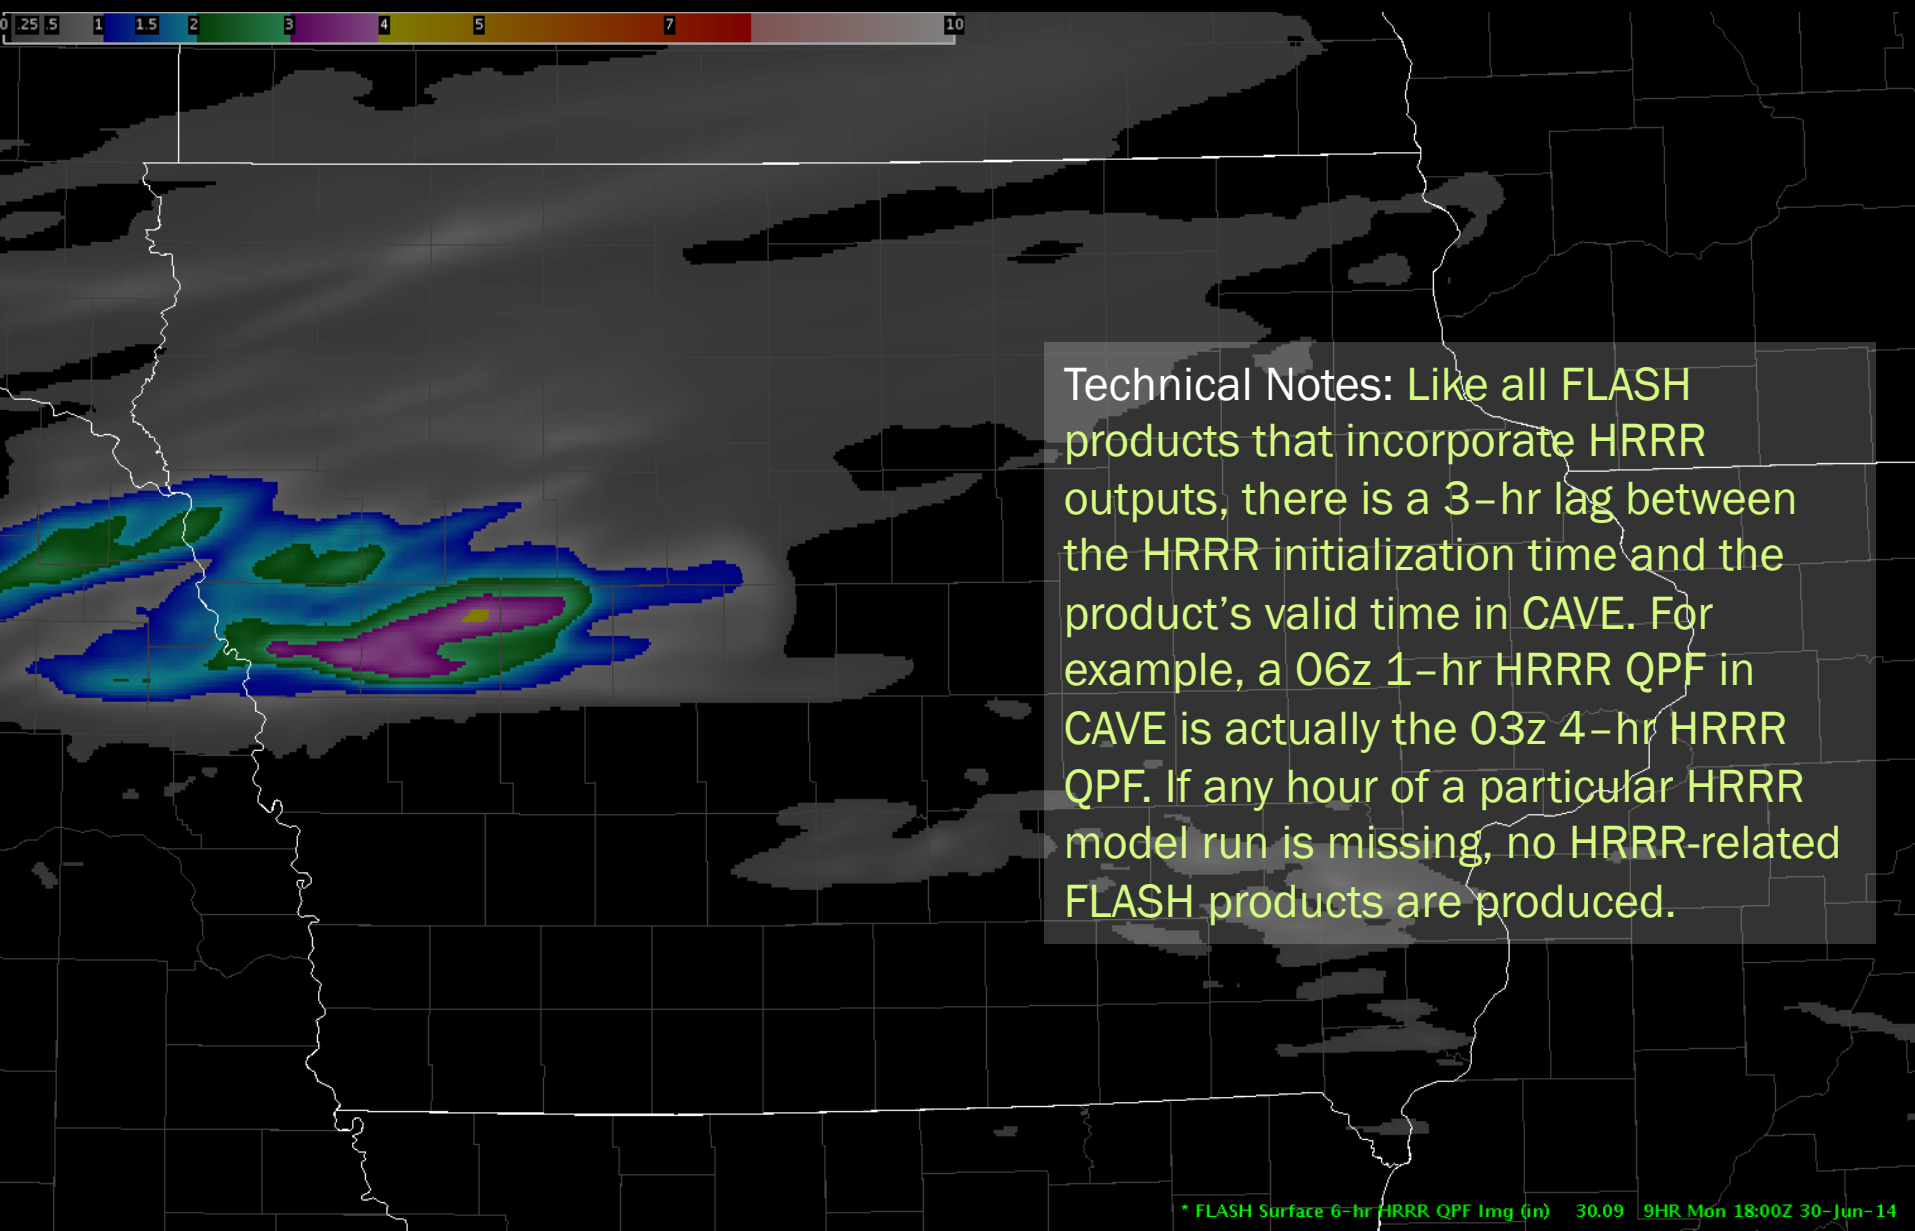 0 .25 .5 1 1.5 2 3 4 5 7 10
Technical Notes: Like all FLASH
products that incorporate HRRR
outputs, there is a 3–hr lag between
the HRRR initialization time and the
product’s valid time in CAVE. For
example, a 06z 1–hr HRRR QPF in
CAVE is actually the 03z 4–hr HRRR
QPF. If any hour of a particular HRRR
model run is missing, no HRRR-related
FLASH products are produced.
* FLASH Surface 6-hr HRRR QPF Img (in) 30.09 9HR Mon 18:00Z 30-Jun-14